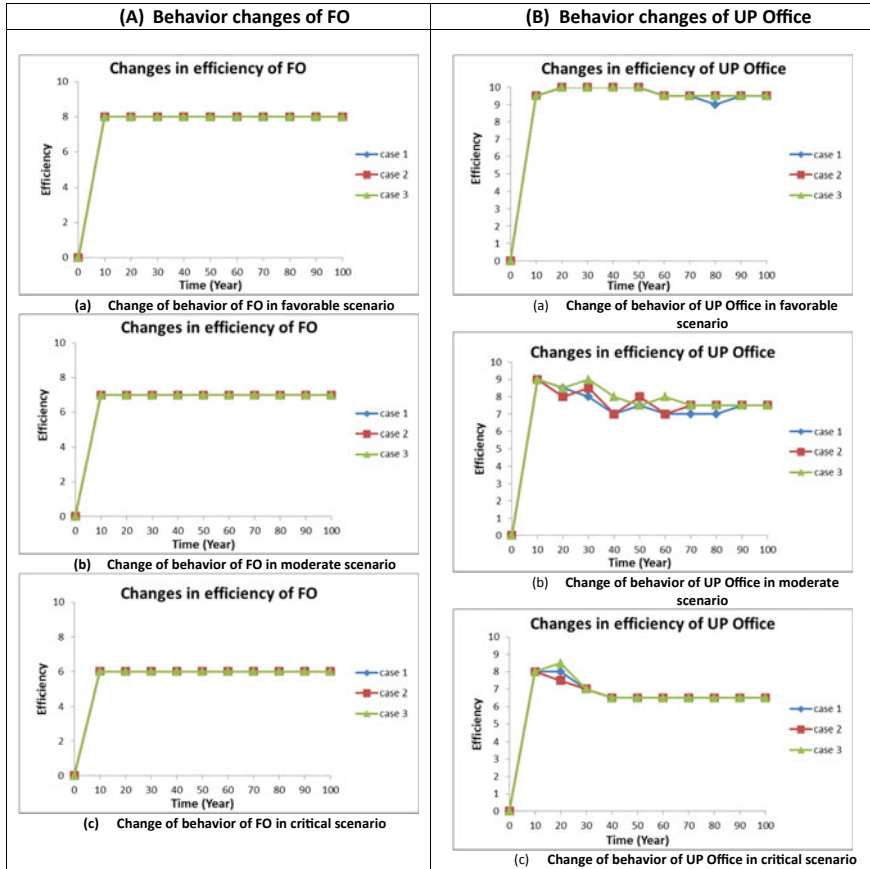 (A) Behavior changes of FO
Changes in efficiency of FO
10
8
6
4
2
0
Efficiency
0 10 20 30 40 50 60 70 80 90 100
Time (Year)
case 1
case 2
case 3
(a) Change of behavior of FO in favorable scenario
Changes in efficiency of FO
10
8
6
4
2
0
Efficiency
0 10 20 30 40 50 60 70 80 90 100
Time (Year)
case 1
case 2
case 3
(b) Change of behavior of FO in moderate scenario
Changes in efficiency of FO
10
8
6
4
2
0
Efficiency
0 10 20 30 40 50 60 70 80 90 100
Time (Year)
case 1
case 2
case 3
(c) Change of behavior of FO in critical scenario
(B) Behavior changes of UP Office
Changes in efficiency of UP Office
10
9
8
7
6
5
4
3
2
1
0
Efficiency
0 10 20 30 40 50 60 70 80 90 100
Time (Year)
case 1
case 2
case 3
(a) Change of behavior of UP Office in favorable
scenario
Changes in efficiency of UP Office
10
9
8
7
6
5
4
3
2
1
0
Efficiency
0 10 20 30 40 50 60 70 80 90 100
Time (Year)
case 1
case 2
case 3
(b) Change of behavior of UP Office in moderate
scenario
Changes in efficiency of UP Office
10
9
8
7
6
5
4
3
2
1
0
Efficiency
0 10 20 30 40 50 60 70 80 90 100
Time (Year)
case 1
case 2
case 3
(c) Change of behavior of UP Office in critical scenario